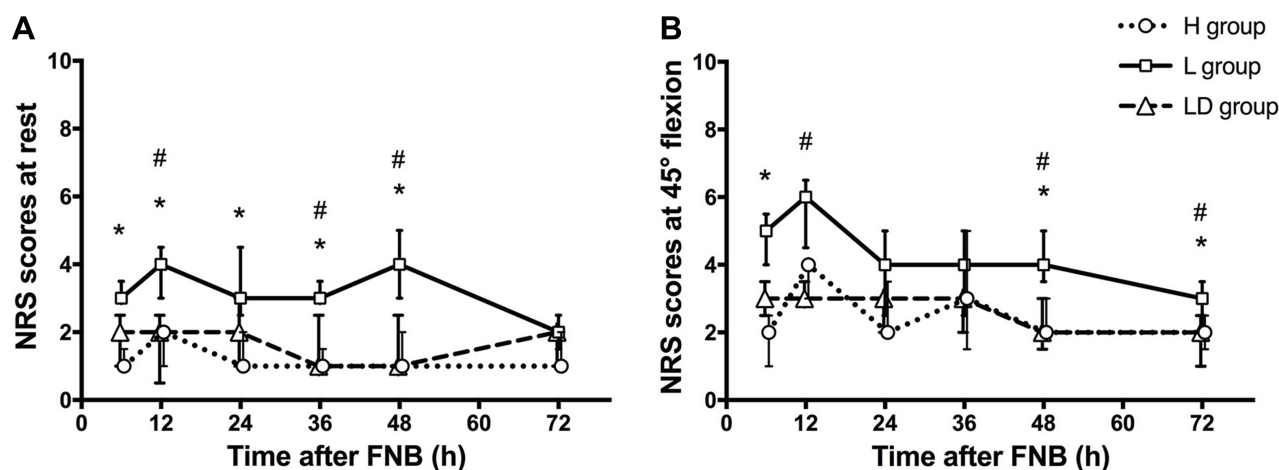 A
NRS scores at rest
10
8
6
4
2
0
* # * * # * # *
0 12 24 36 48 60 72
Time after FNB (h)
B
NRS scores at 45° flexion
10
8
6
4
2
0
* # # * # *
0 12 24 36 48 60 72
Time after FNB (h)
H group
L group
LD group